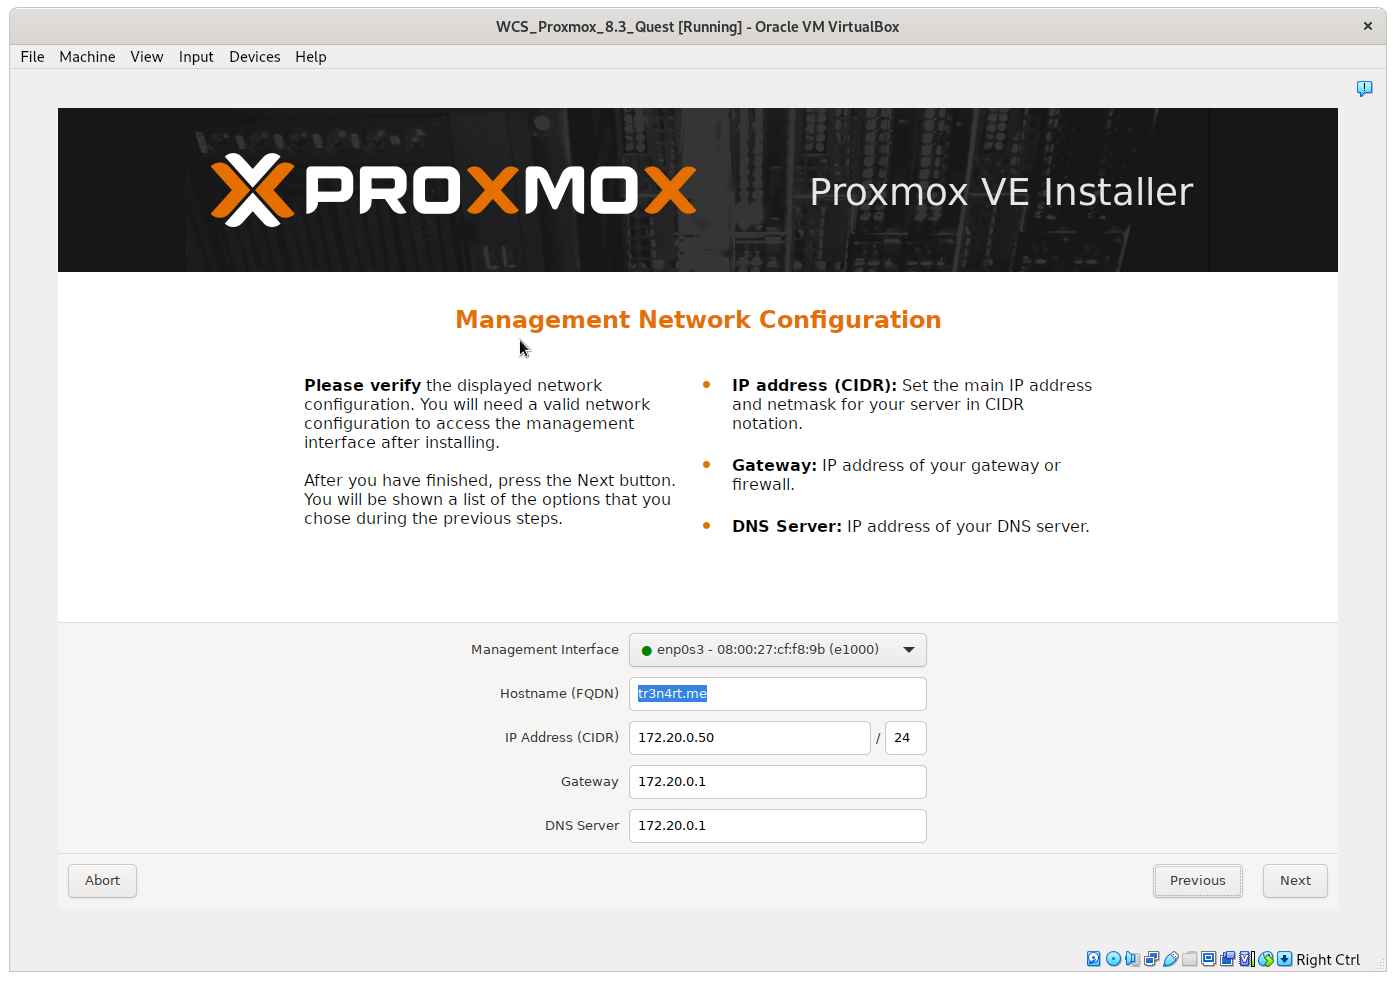 WCS_Proxmox_8.3_Quest [Running] - Oracle VM VirtualBox
File Machine View Input Devices Help
PROXMOX
Proxmox VE Installer
Management Network Configuration
Please verify the displayed network
configuration. You will need a valid network
configuration to access the management
interface after installing.
After you have finished, press the Next button.
You will be shown a list of the options that you
chose during the previous steps.
IP address (CIDR): Set the main IP address
and netmask for your server in CIDR
notation.
Gateway: IP address of your gateway or
firewall.
DNS Server: IP address of your DNS server.
Management Interface enp0s3 - 08:00:27:cf:f8:9b (e1000)
Hostname (FQDN) tr3n4rt.me
IP Address (CIDR) 172.20.0.50 / 24
Gateway 172.20.0.1
DNS Server 172.20.0.1
Abort Previous Next
Right Ctrl